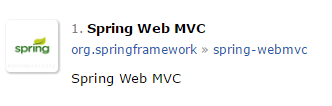 spring
1. Spring Web MVC
org.springframework » spring-webmvc
Spring Web MVC